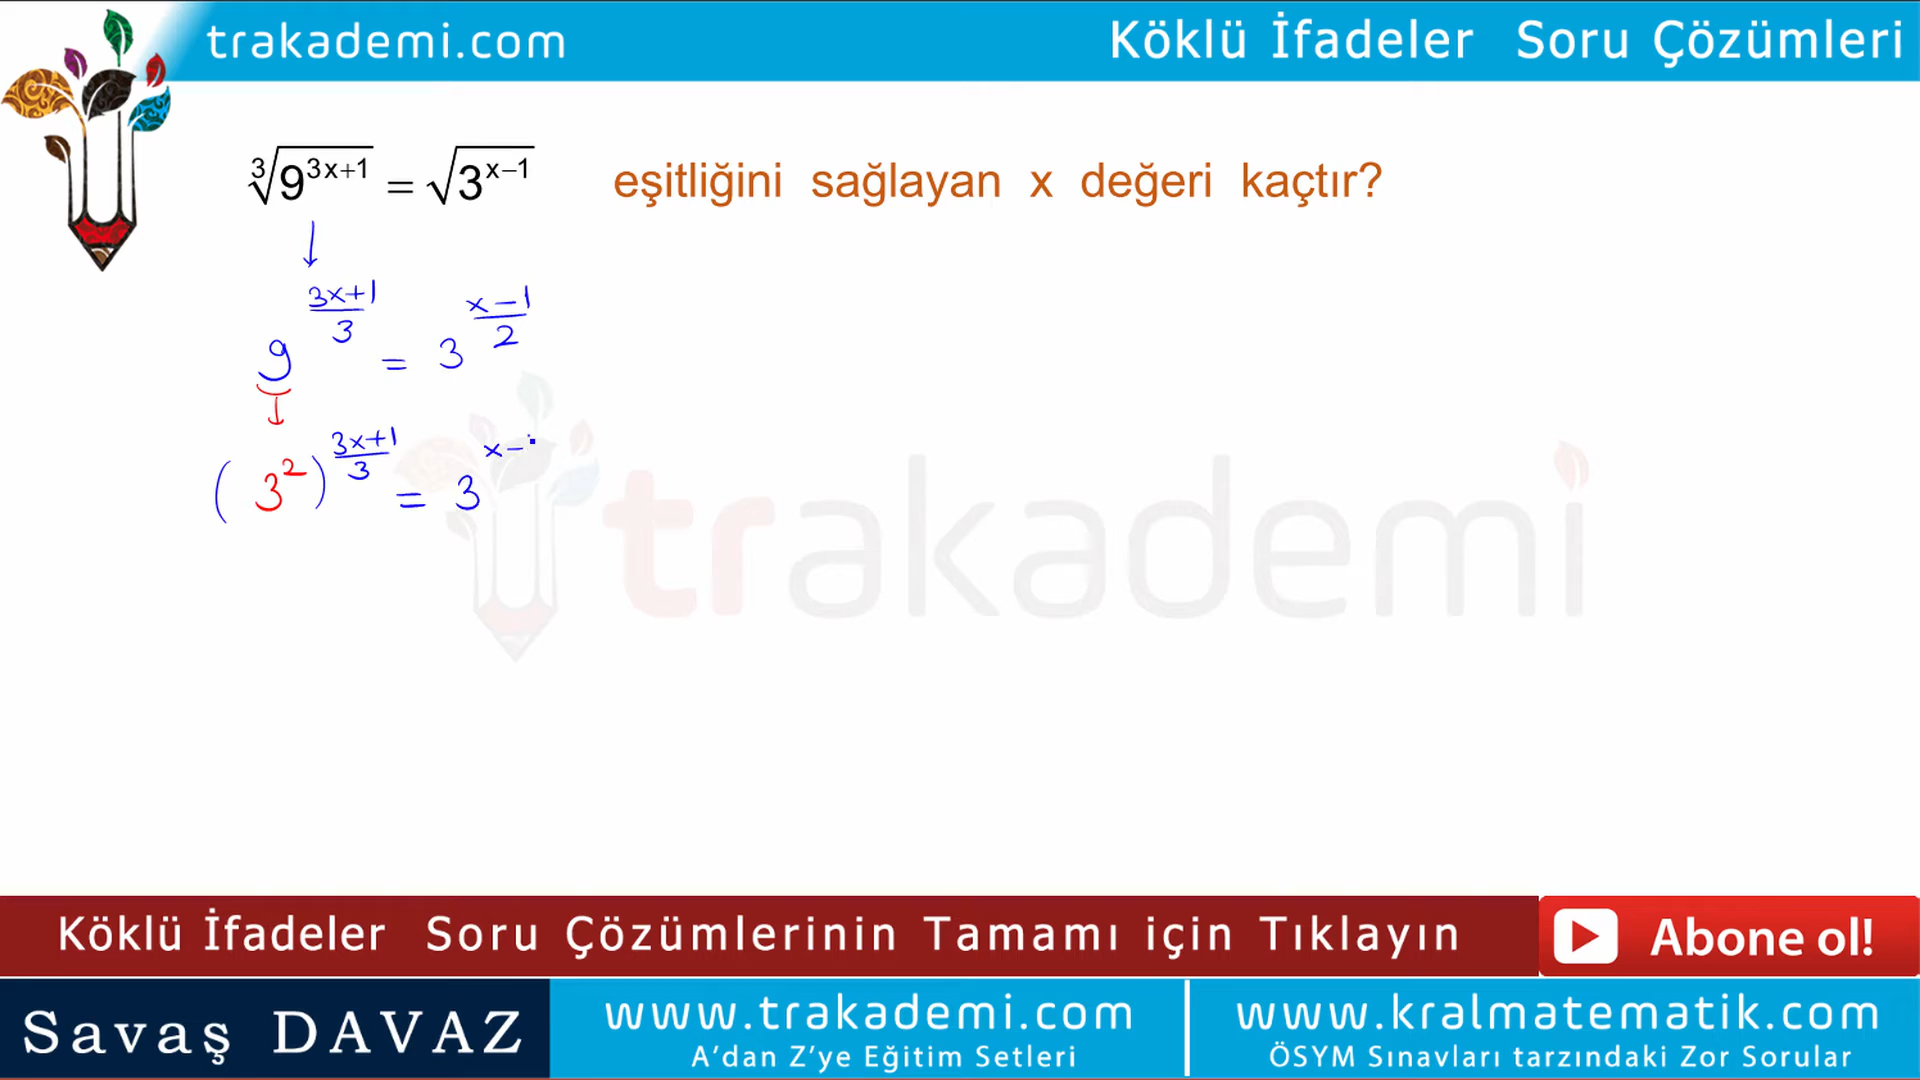 trakademi.com
Köklü İfadeler Soru Çözümleri
∛(9^(3x+1)) = √(3^(x−1)) eşitliğini sağlayan x değeri kaçtır?
9^((3x+1)/3) = 3^((x−1)/2)
(3^2)^((3x+1)/3) = 3^(x−
trakademi
Köklü İfadeler Soru Çözümlerinin Tamamı için Tıklayın
Abone ol!
Savaş DAVAZ
www.trakademi.com
A'dan Z'ye Eğitim Setleri
www.kralmatematik.com
ÖSYM Sınavları tarzındaki Zor Sorular